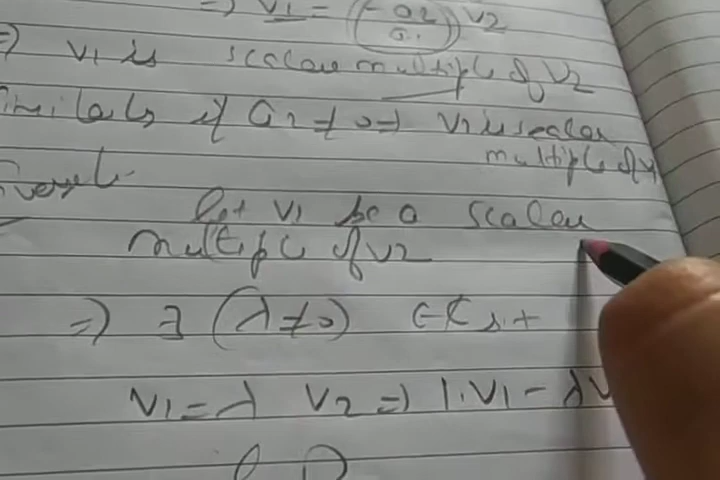 =) V1 = (-a2/a1) V2
=) V1 is scalar multiple of V2
Similarly if a2 ≠ 0 =) V2 is scalar
multiple of V1
let V1 be a scalar
multiple of V2
=) ∃ (λ ≠ 0) ∈ K s.t
V1 = λ V2 =) 1.V1 - λV